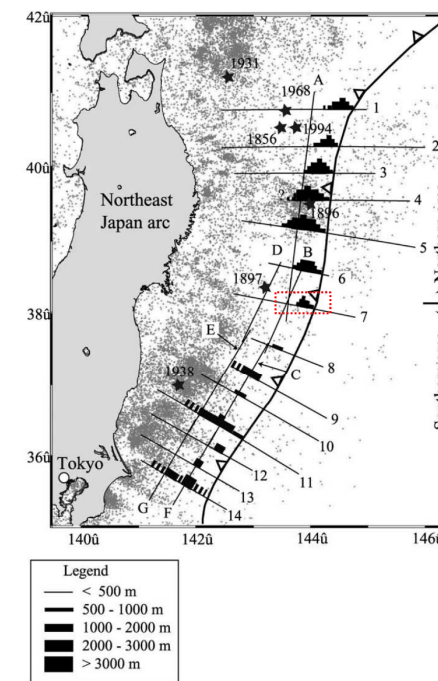 42û
40û
38û
36û
140û
142û
144û
146û
1931
1968
1856
1994
1896
1897
1938
A
B
C
D
E
F
G
1
2
3
4
5
6
7
8
9
10
11
12
13
14
Northeast
Japan arc
Tokyo
Legend
< 500 m
500 - 1000 m
1000 - 2000 m
2000 - 3000 m
> 3000 m